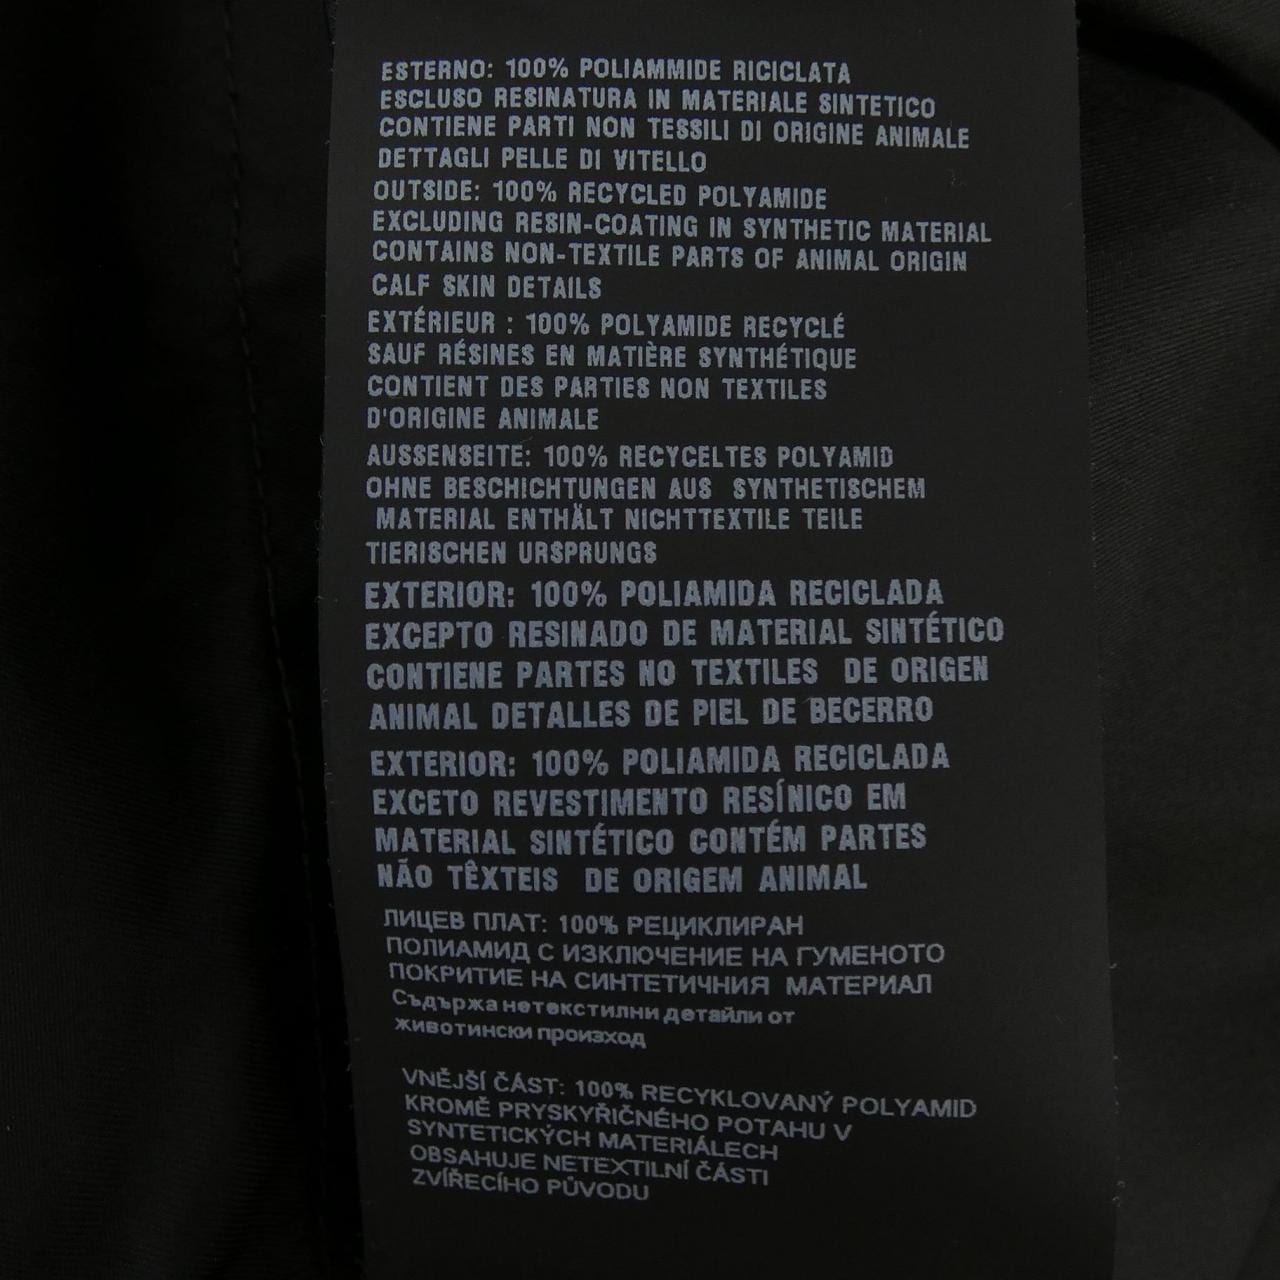 ESTERNO: 100% POLIAMMIDE RICICLATA
ESCLUSO RESINATURA IN MATERIALE SINTETICO
CONTIENE PARTI NON TESSILI DI ORIGINE ANIMALE
DETTAGLI PELLE DI VITELLO
OUTSIDE: 100% RECYCLED POLYAMIDE
EXCLUDING RESIN-COATING IN SYNTHETIC MATERIAL
CONTAINS NON-TEXTILE PARTS OF ANIMAL ORIGIN
CALF SKIN DETAILS
EXTÉRIEUR : 100% POLYAMIDE RECYCLÉ
SAUF RÉSINES EN MATIÈRE SYNTHÉTIQUE
CONTIENT DES PARTIES NON TEXTILES
D'ORIGINE ANIMALE
AUSSENSEITE: 100% RECYCELTES POLYAMID
OHNE BESCHICHTUNGEN AUS SYNTHETISCHEM
MATERIAL ENTHÄLT NICHTTEXTILE TEILE
TIERISCHEN URSPRUNGS
EXTERIOR: 100% POLIAMIDA RECICLADA
EXCEPTO RESINADO DE MATERIAL SINTÉTICO
CONTIENE PARTES NO TEXTILES DE ORIGEN
ANIMAL DETALLES DE PIEL DE BECERRO
EXTERIOR: 100% POLIAMIDA RECICLADA
EXCETO REVESTIMENTO RESÍNICO EM
MATERIAL SINTÉTICO CONTÉM PARTES
NÃO TÊXTEIS DE ORIGEM ANIMAL
ЛИЦЕВ ПЛАТ: 100% РЕЦИКЛИРАН
ПОЛИАМИД С ИЗКЛЮЧЕНИЕ НА ГУМЕНОТО
ПОКРИТИЕ НА СИНТЕТИЧНИЯ МАТЕРИАЛ
Съдържа нетекстилни детайли от
животински произход
VNĚJŠÍ ČÁST: 100% RECYKLOVANÝ POLYAMID
KROMĚ PRYSKYŘIČNÉHO POTAHU V
SYNTETICKÝCH MATERIÁLECH
OBSAHUJE NETEXTILNÍ ČÁSTI
ZVÍŘECÍHO PŮVODU